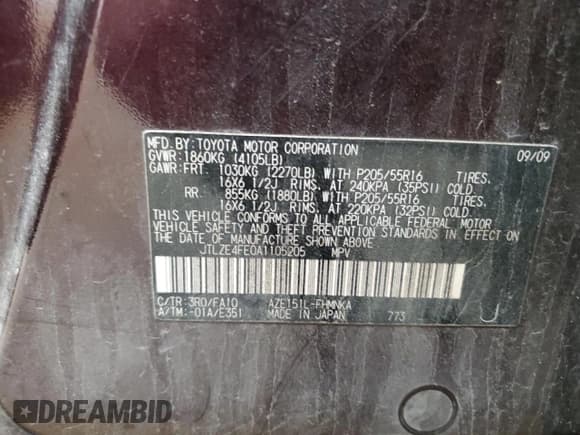 MFD.BY:TOYOTA MOTOR CORPORATION 09/09
GVWR:1860KG (4105LB)
GAWR:FRT 1030KG (2270LB) WITH P205/55R16 TIRES.
16X6 1/2J RIMS. AT 240KPA (35PSI) COLD.
RR 855KG (1880LB) WITH P205/55R16 TIRES.
16X6 1/2J RIMS. AT 220KPA (32PSI) COLD.
THIS VEHICLE CONFORMS TO ALL APPLICABLE FEDERAL MOTOR
VEHICLE SAFETY AND THEFT PREVENTION STANDARDS IN EFFECT ON
THE DATE OF MANUFACTURE SHOWN ABOVE.
JTLZE4FE0A1105205 MPV
C/TR:3R0/FA10 AZE151L-FHMNKA
A/TM:-01A/E351 MADE IN JAPAN 773
J
DREAMBID